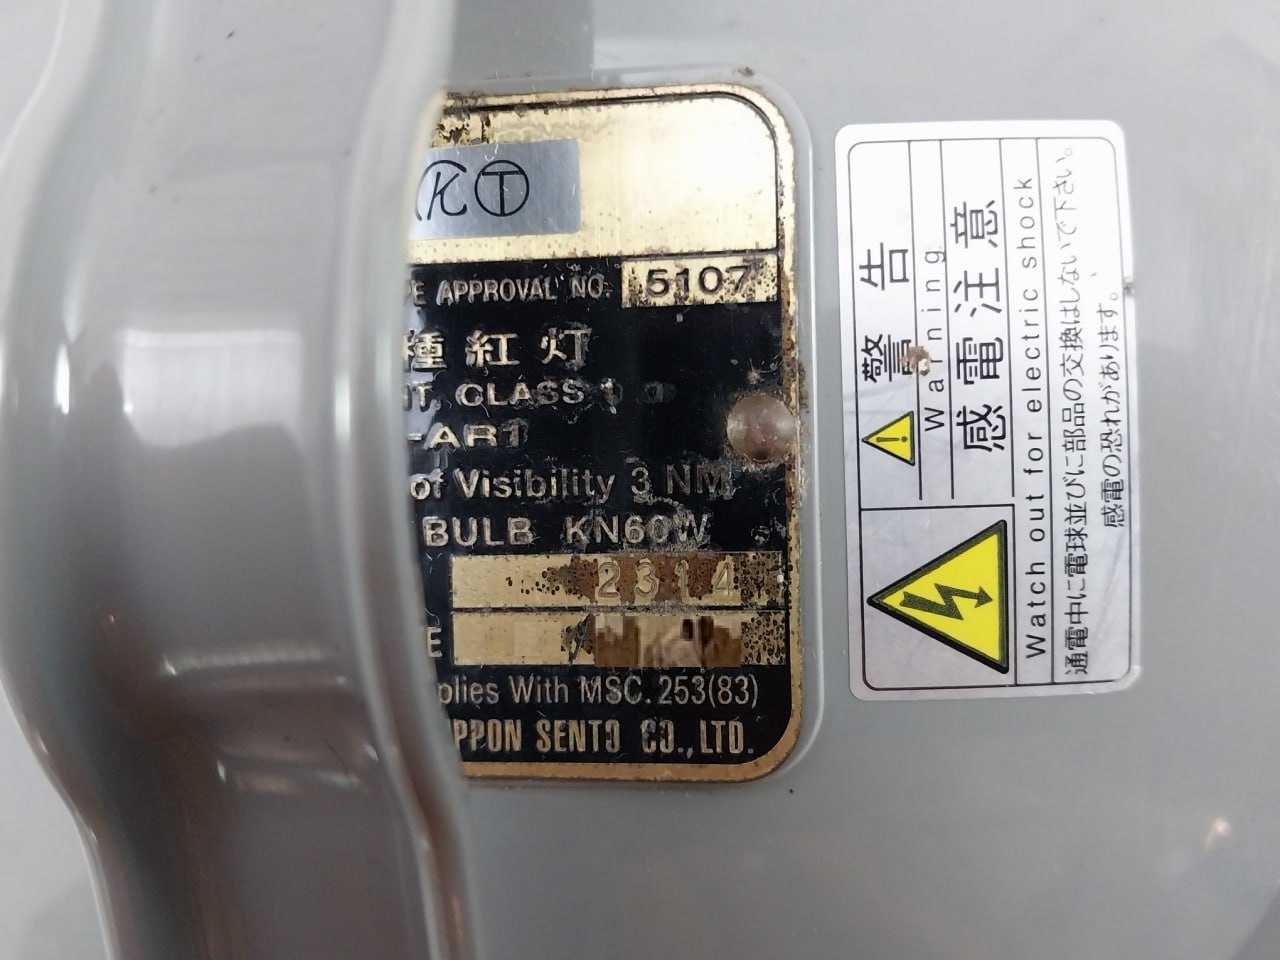 K T
PE APPROVAL NO. 5107
種紅灯
T. CLASS 1
-AR1
of Visibility 3 NM
BULB KN60W
2314
E
plies With MSC. 253(83)
PPON SENTO CO., LTD.
警告
Warning
感電注意
Watch out for electric shock
通電中に電球並びに部品の交換はしないで下さい。
感電の恐れがあります。